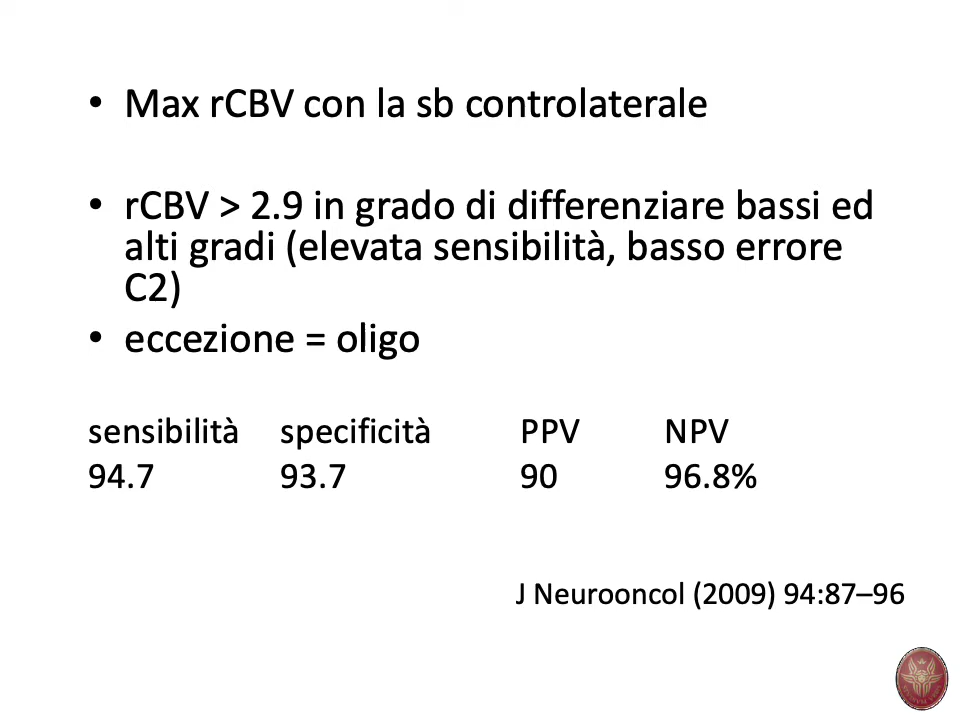 • Max rCBV con la sb controlaterale
• rCBV > 2.9 in grado di differenziare bassi ed
alti gradi (elevata sensibilità, basso errore
C2)
• eccezione = oligo
sensibilità specificità PPV NPV
94.7 93.7 90 96.8%
J Neurooncol (2009) 94:87–96